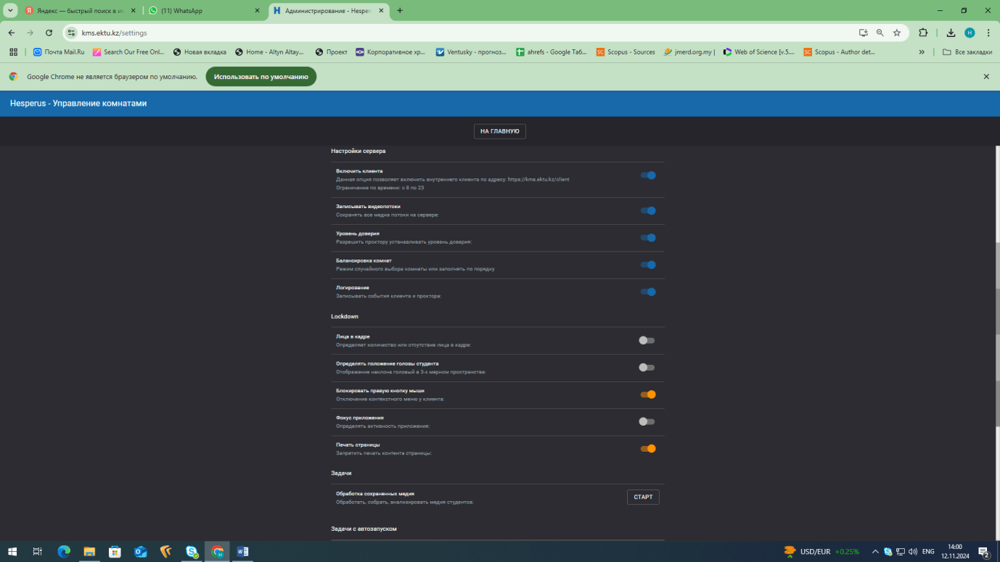 Яндекс — быстрый поиск в ин
(11) WhatsApp
Администрирование - Hesper
kms.ektu.kz/settings
H
Почта Mail.Ru
Search Our Free Onl...
Новая вкладка
Home - Altyn Altay...
Проект
Корпоративное хр...
Ventusky - прогноз...
ahrefs - Google Таб...
Scopus - Sources
jmerd.org.my |
Web of Science [v.5....
Scopus - Author det...
»
Все закладки
Google Chrome не является браузером по умолчанию.
Использовать по умолчанию
Hesperus - Управление комнатами
НА ГЛАВНУЮ
Настройки сервера
Включить клиента
Данная опция позволяет включить внутреннего клиента по адресу: https://kms.ektu.kz/client
Ограничение по времени: с 8 по 23
Записывать видеопотоки
Сохранять все медиа потоки на сервере:
Уровень доверия
Разрешить проктору устанавливать уровень доверия:
Балансировка комнат
Режим случайного выбора комнаты или заполнять по порядку
Логирование
Записывать события клиента и проктора:
Lockdown
Лица в кадре
Определяет количество или отсутствие лица в кадре:
Определять положение головы студента
Отображение наклона головый в 3-х мерном пространстве:
Блокировать правую кнопку мыши
Отключение контекстного меню у клиента:
Фокус приложения
Определять активность приложения:
Печать страницы
Запретить печать контента страницы:
Задачи
Обработка сохраненных медиа
Обработать, собрать, анализировать медиа студентов:
СТАРТ
Задачи с автозапуском
USD/EUR +0.25%
ENG
14:00
12.11.2024
2